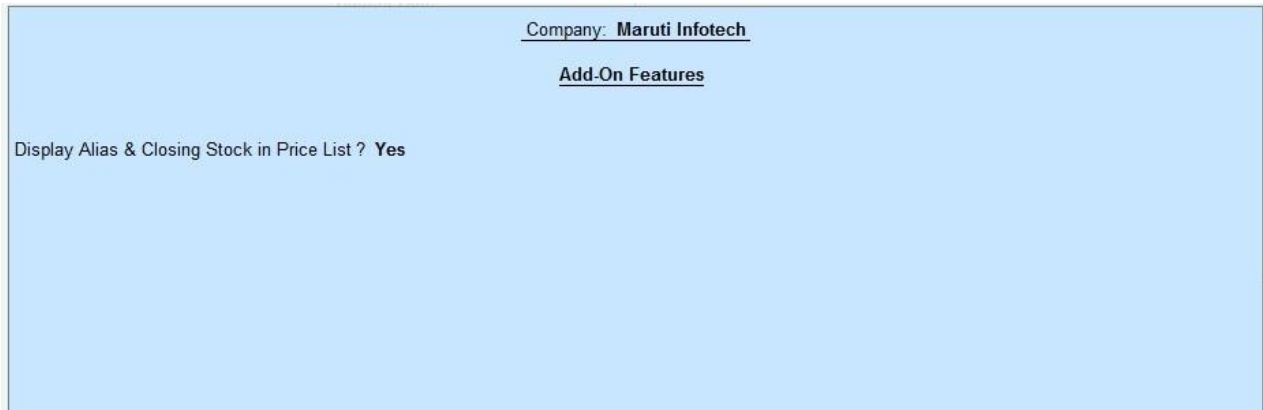 Company: Maruti Infotech
Add-On Features
Display Alias & Closing Stock in Price List ? Yes